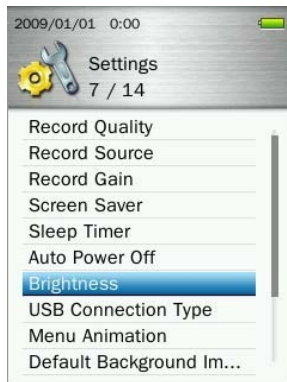 2009/01/01 0:00
Settings
7 / 14
Record Quality
Record Source
Record Gain
Screen Saver
Sleep Timer
Auto Power Off
Brightness
USB Connection Type
Menu Animation
Default Background Im...